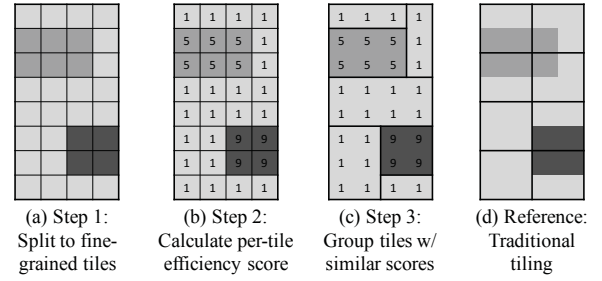 1 1 1 1
5 5 5 1
5 5 5 1
1 1 1 1
1 1 1 1
1 1 9 9
1 1 9 9
1 1 1 1
1 1 1 1
5 5 5 1
5 5 5 1
1 1 1 1
1 1 1 1
1 1 9 9
1 1 9 9
1 1 1 1
(a) Step 1:
Split to fine-
grained tiles
(b) Step 2:
Calculate per-tile
efficiency score
(c) Step 3:
Group tiles w/
similar scores
(d) Reference:
Traditional
tiling